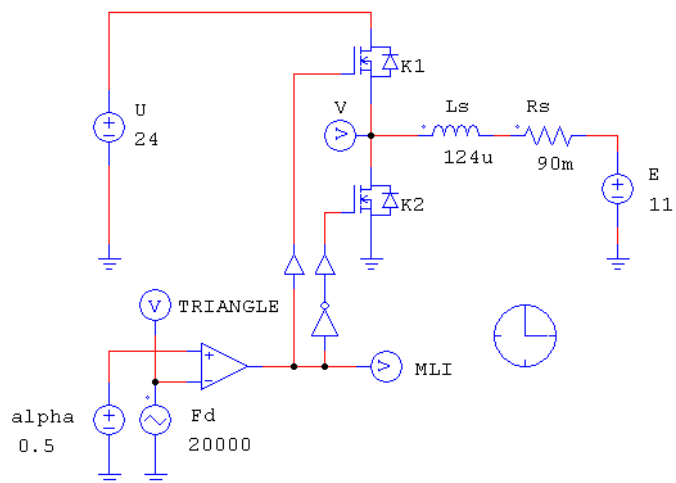 K1
U
24
V
Ls
124u
Rs
90m
E
11
K2
V
TRIANGLE
V
MLI
alpha
0.5
Fd
20000
V